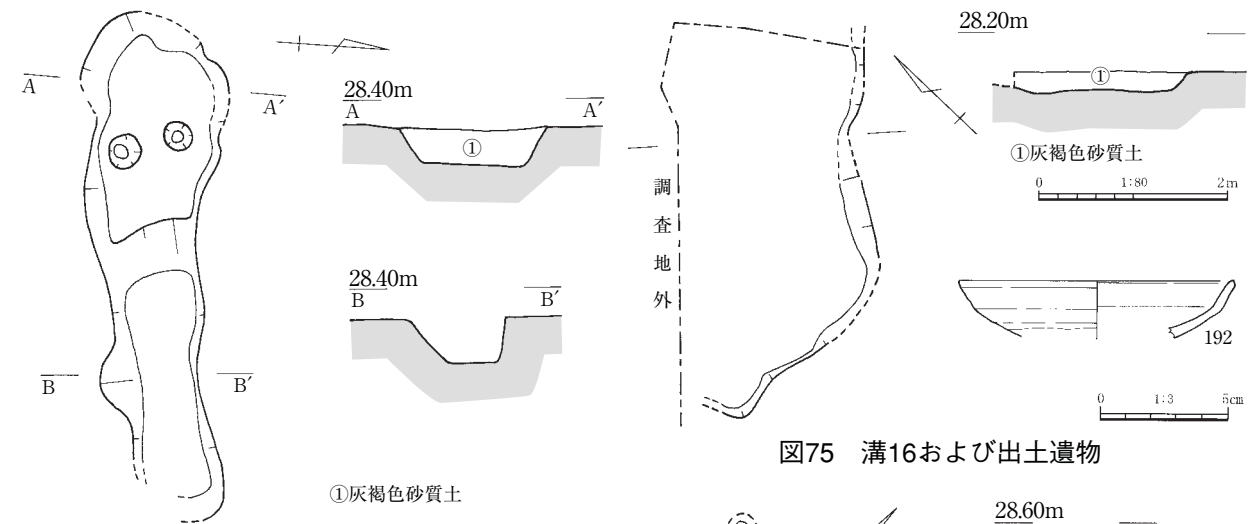 A
A′
28.40m
A
A′
①
28.40m
B
B′
B
B′
①灰褐色砂質土
28.20m
①
①灰褐色砂質土
0 1:80 2m
調査地外
192
0 1:3 5cm
図75 溝16および出土遺物
28.60m